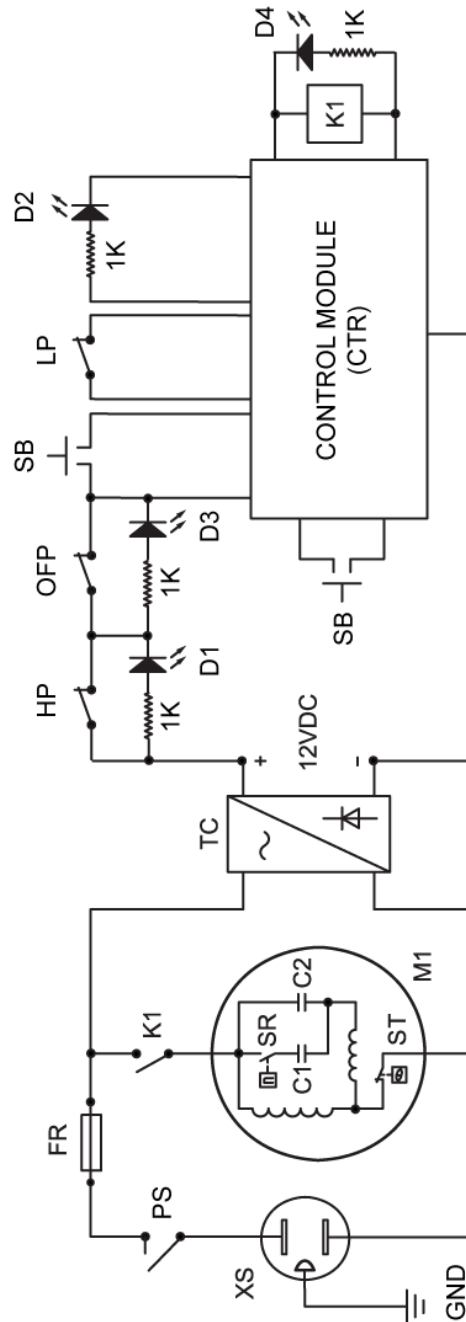 HP
OFP
SB
LP
D2
FR
1K
PS
K1
1K
1K
TC
D1
D3
XS
SR
n
C1
C2
+
12VDC
-
D4
1K
K1
SB
CONTROL MODULE
(CTR)
ST
θ
M1
GND